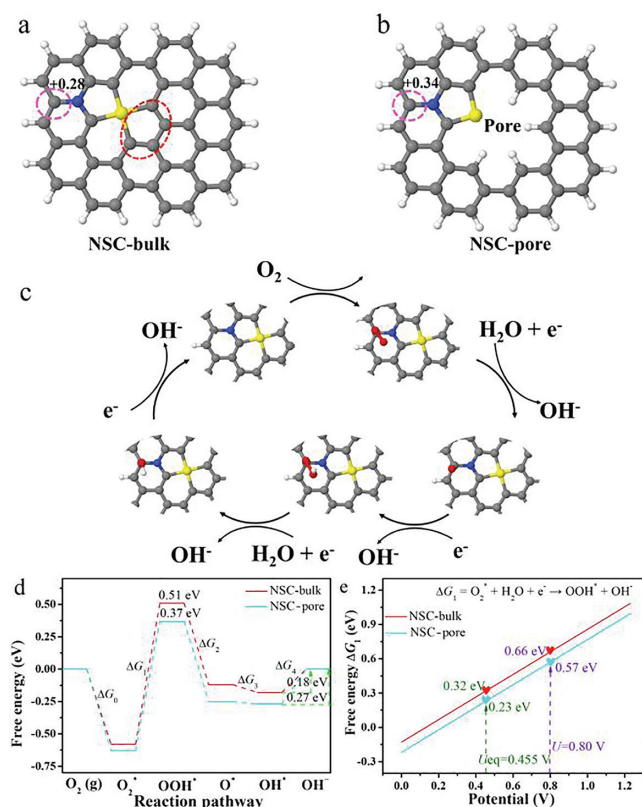 a
b
+0.28
+0.34
Pore
NSC-bulk
NSC-pore
c
O₂
OH⁻
H₂O + e⁻
e⁻
OH⁻
OH⁻
H₂O + e⁻
OH⁻
e⁻
d
NSC-bulk
NSC-pore
0.51 eV
0.37 eV
ΔG₀
ΔG₁
ΔG₂
ΔG₃
ΔG₄
0.18 eV
0.27 eV
Free energy (eV)
0.50
0.25
0.00
-0.25
-0.50
-0.75
O₂ (g)
O₂*
OOH*
O*
OH*
OH⁻
Reaction pathway
e
ΔG₁ = O₂* + H₂O + e⁻ → OOH* + OH⁻
NSC-bulk
NSC-pore
0.66 eV
0.57 eV
0.32 eV
0.23 eV
U=0.80 V
Ueq=0.455 V
Free energy ΔG₁ (eV)
1.2
0.9
0.6
0.3
0.0
-0.3
0.0
0.2
0.4
0.6
0.8
1.0
1.2
Potential (V)